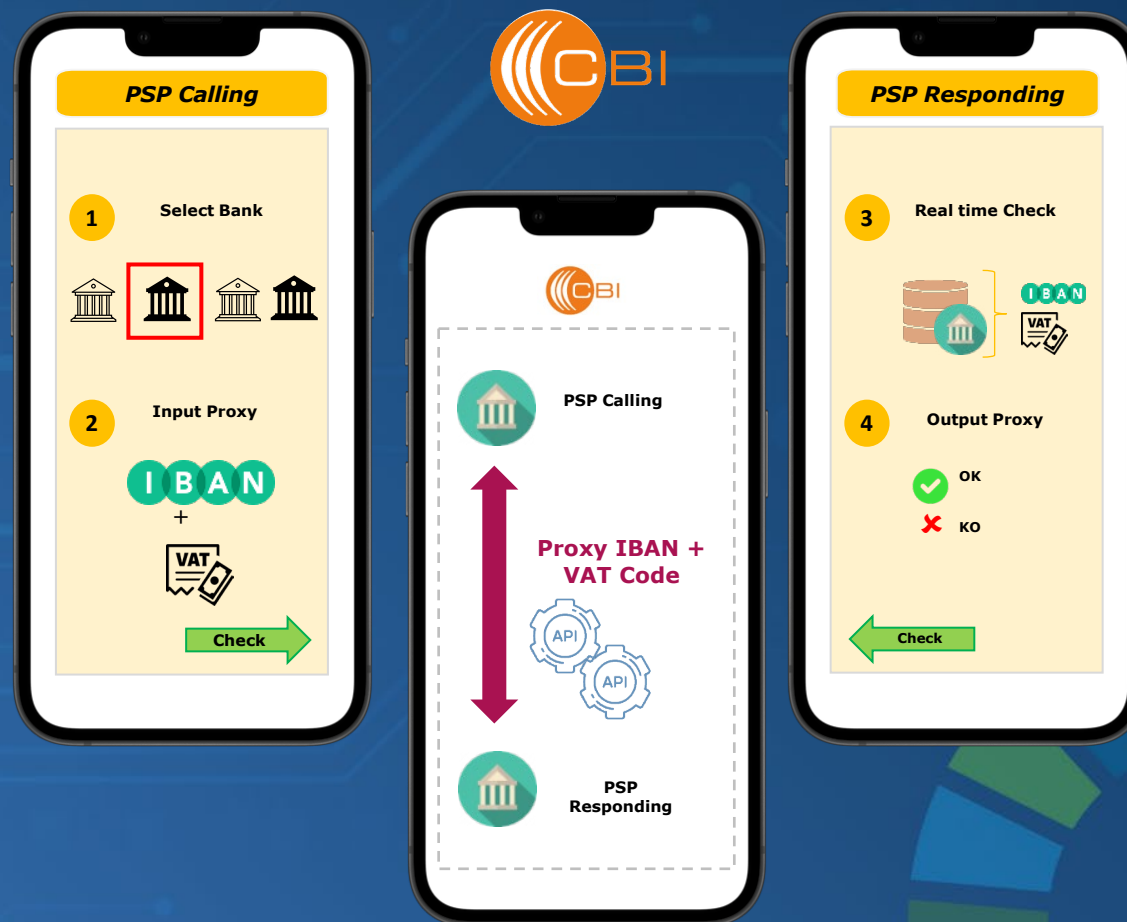 CBI
PSP Calling
1
Select Bank
2
Input Proxy
IBAN
+
VAT
Check
CBI
PSP Calling
Proxy IBAN +
VAT Code
API
API
PSP
Responding
PSP Responding
3
Real time Check
IBAN
VAT
4
Output Proxy
OK
KO
Check